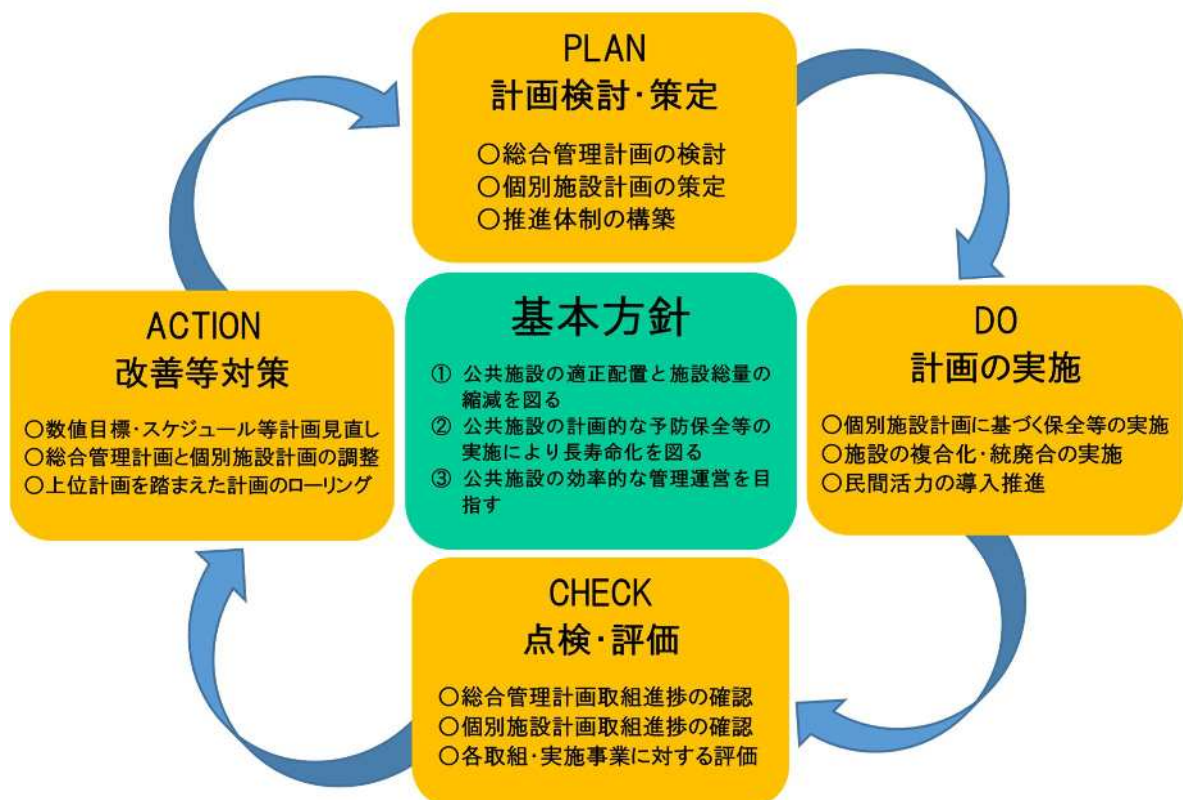 PLAN
計画検討・策定
○総合管理計画の検討
○個別施設計画の策定
○推進体制の構築
ACTION
改善等対策
○数値目標・スケジュール等計画見直し
○総合管理計画と個別施設計画の調整
○上位計画を踏まえた計画のローリング
基本方針
① 公共施設の適正配置と施設総量の
縮減を図る
② 公共施設の計画的な予防保全等の
実施により長寿命化を図る
③ 公共施設の効率的な管理運営を目
指す
DO
計画の実施
○個別施設計画に基づく保全等の実施
○施設の複合化・統廃合の実施
○民間活力の導入推進
CHECK
点検・評価
○総合管理計画取組進捗の確認
○個別施設計画取組進捗の確認
○各取組・実施事業に対する評価